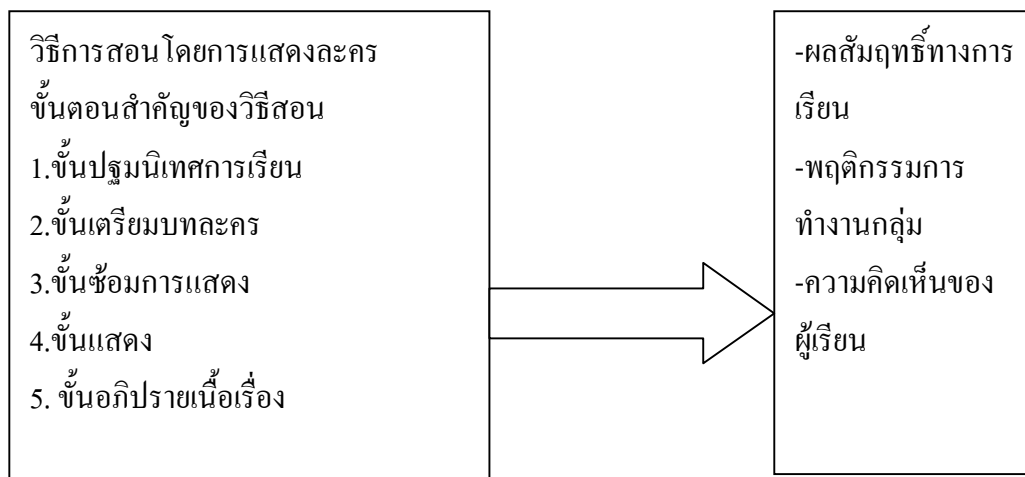 วิธีการสอนโดยการแสดงละคร
ขั้นตอนสำคัญของวิธีสอน
1.ขั้นปฐมนิเทศการเรียน
2.ขั้นเตรียมบทละคร
3.ขั้นซ้อมการแสดง
4.ขั้นแสดง
5. ขั้นอภิปรายเนื้อเรื่อง
-ผลสัมฤทธิ์ทางการ
เรียน
-พฤติกรรมการ
ทำงานกลุ่ม
-ความคิดเห็นของ
ผู้เรียน